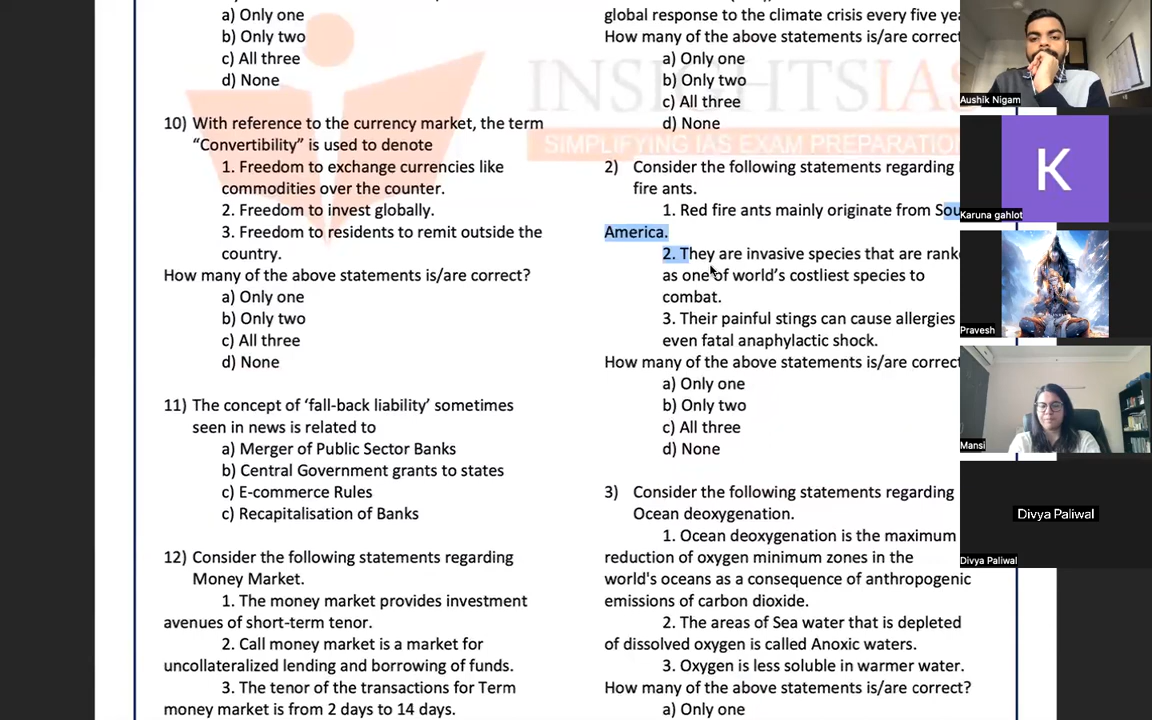 a) Only one
b) Only two
c) All three
d) None
10) With reference to the currency market, the term
“Convertibility” is used to denote
1. Freedom to exchange currencies like
commodities over the counter.
2. Freedom to invest globally.
3. Freedom to residents to remit outside the
country.
How many of the above statements is/are correct?
a) Only one
b) Only two
c) All three
d) None
11) The concept of ‘fall-back liability’ sometimes
seen in news is related to
a) Merger of Public Sector Banks
b) Central Government grants to states
c) E-commerce Rules
c) Recapitalisation of Banks
12) Consider the following statements regarding
Money Market.
1. The money market provides investment
avenues of short-term tenor.
2. Call money market is a market for
uncollateralized lending and borrowing of funds.
3. The tenor of the transactions for Term
money market is from 2 days to 14 days.
global response to the climate crisis every five
How many of the above statements is/are correct
a) Only one
b) Only two
c) All three
d) None
INSIGHTSIAS
SIMPLIFYING IAS EXAM PREPARATION
2) Consider the following statements regarding
fire ants.
1. Red fire ants mainly originate from
America.
2. They are invasive species that are
as one of world’s costliest species to
combat.
3. Their painful stings can cause allergies
even fatal anaphylactic shock.
How many of the above statements is/are correct
a) Only one
b) Only two
c) All three
d) None
3) Consider the following statements regarding
Ocean deoxygenation.
1. Ocean deoxygenation is the maximum
reduction of oxygen minimum zones in the
world's oceans as a consequence of anthropogenic
emissions of carbon dioxide.
2. The areas of Sea water that is depleted
of dissolved oxygen is called Anoxic waters.
3. Oxygen is less soluble in warmer water.
How many of the above statements is/are correct?
a) Only one
Aushik Nigam
K
Karuna gahlot
Pravesh
Mansi
Divya Paliwal
Divya Paliwal